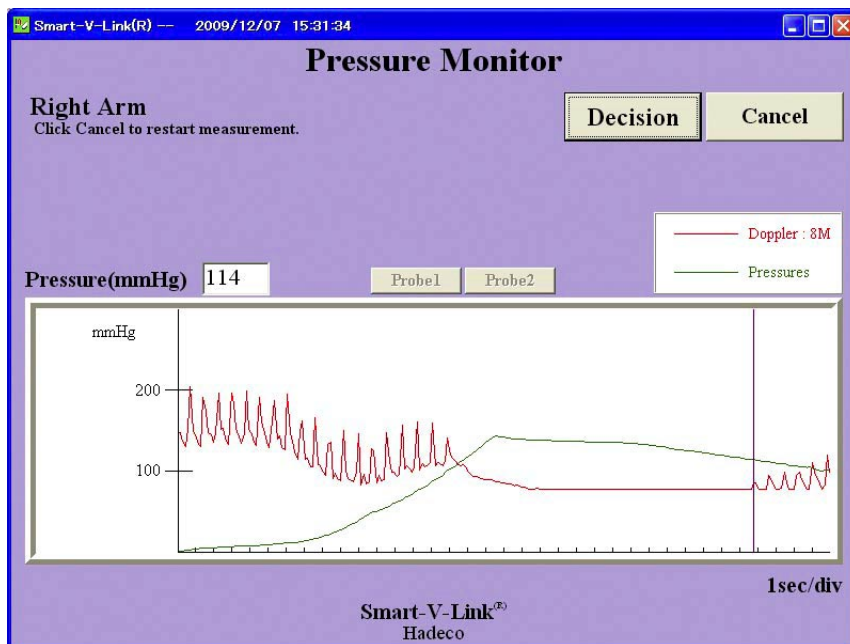 Smart-V-Link(R) -- 2009/12/07 15:31:34
Pressure Monitor
Right Arm
Click Cancel to restart measurement.
Decision
Cancel
Doppler : 8M
Pressures
Pressure(mmHg) 114
Probe1
Probe2
mmHg
200
100
1sec/div
Smart-V-Link(R)
Hadeco